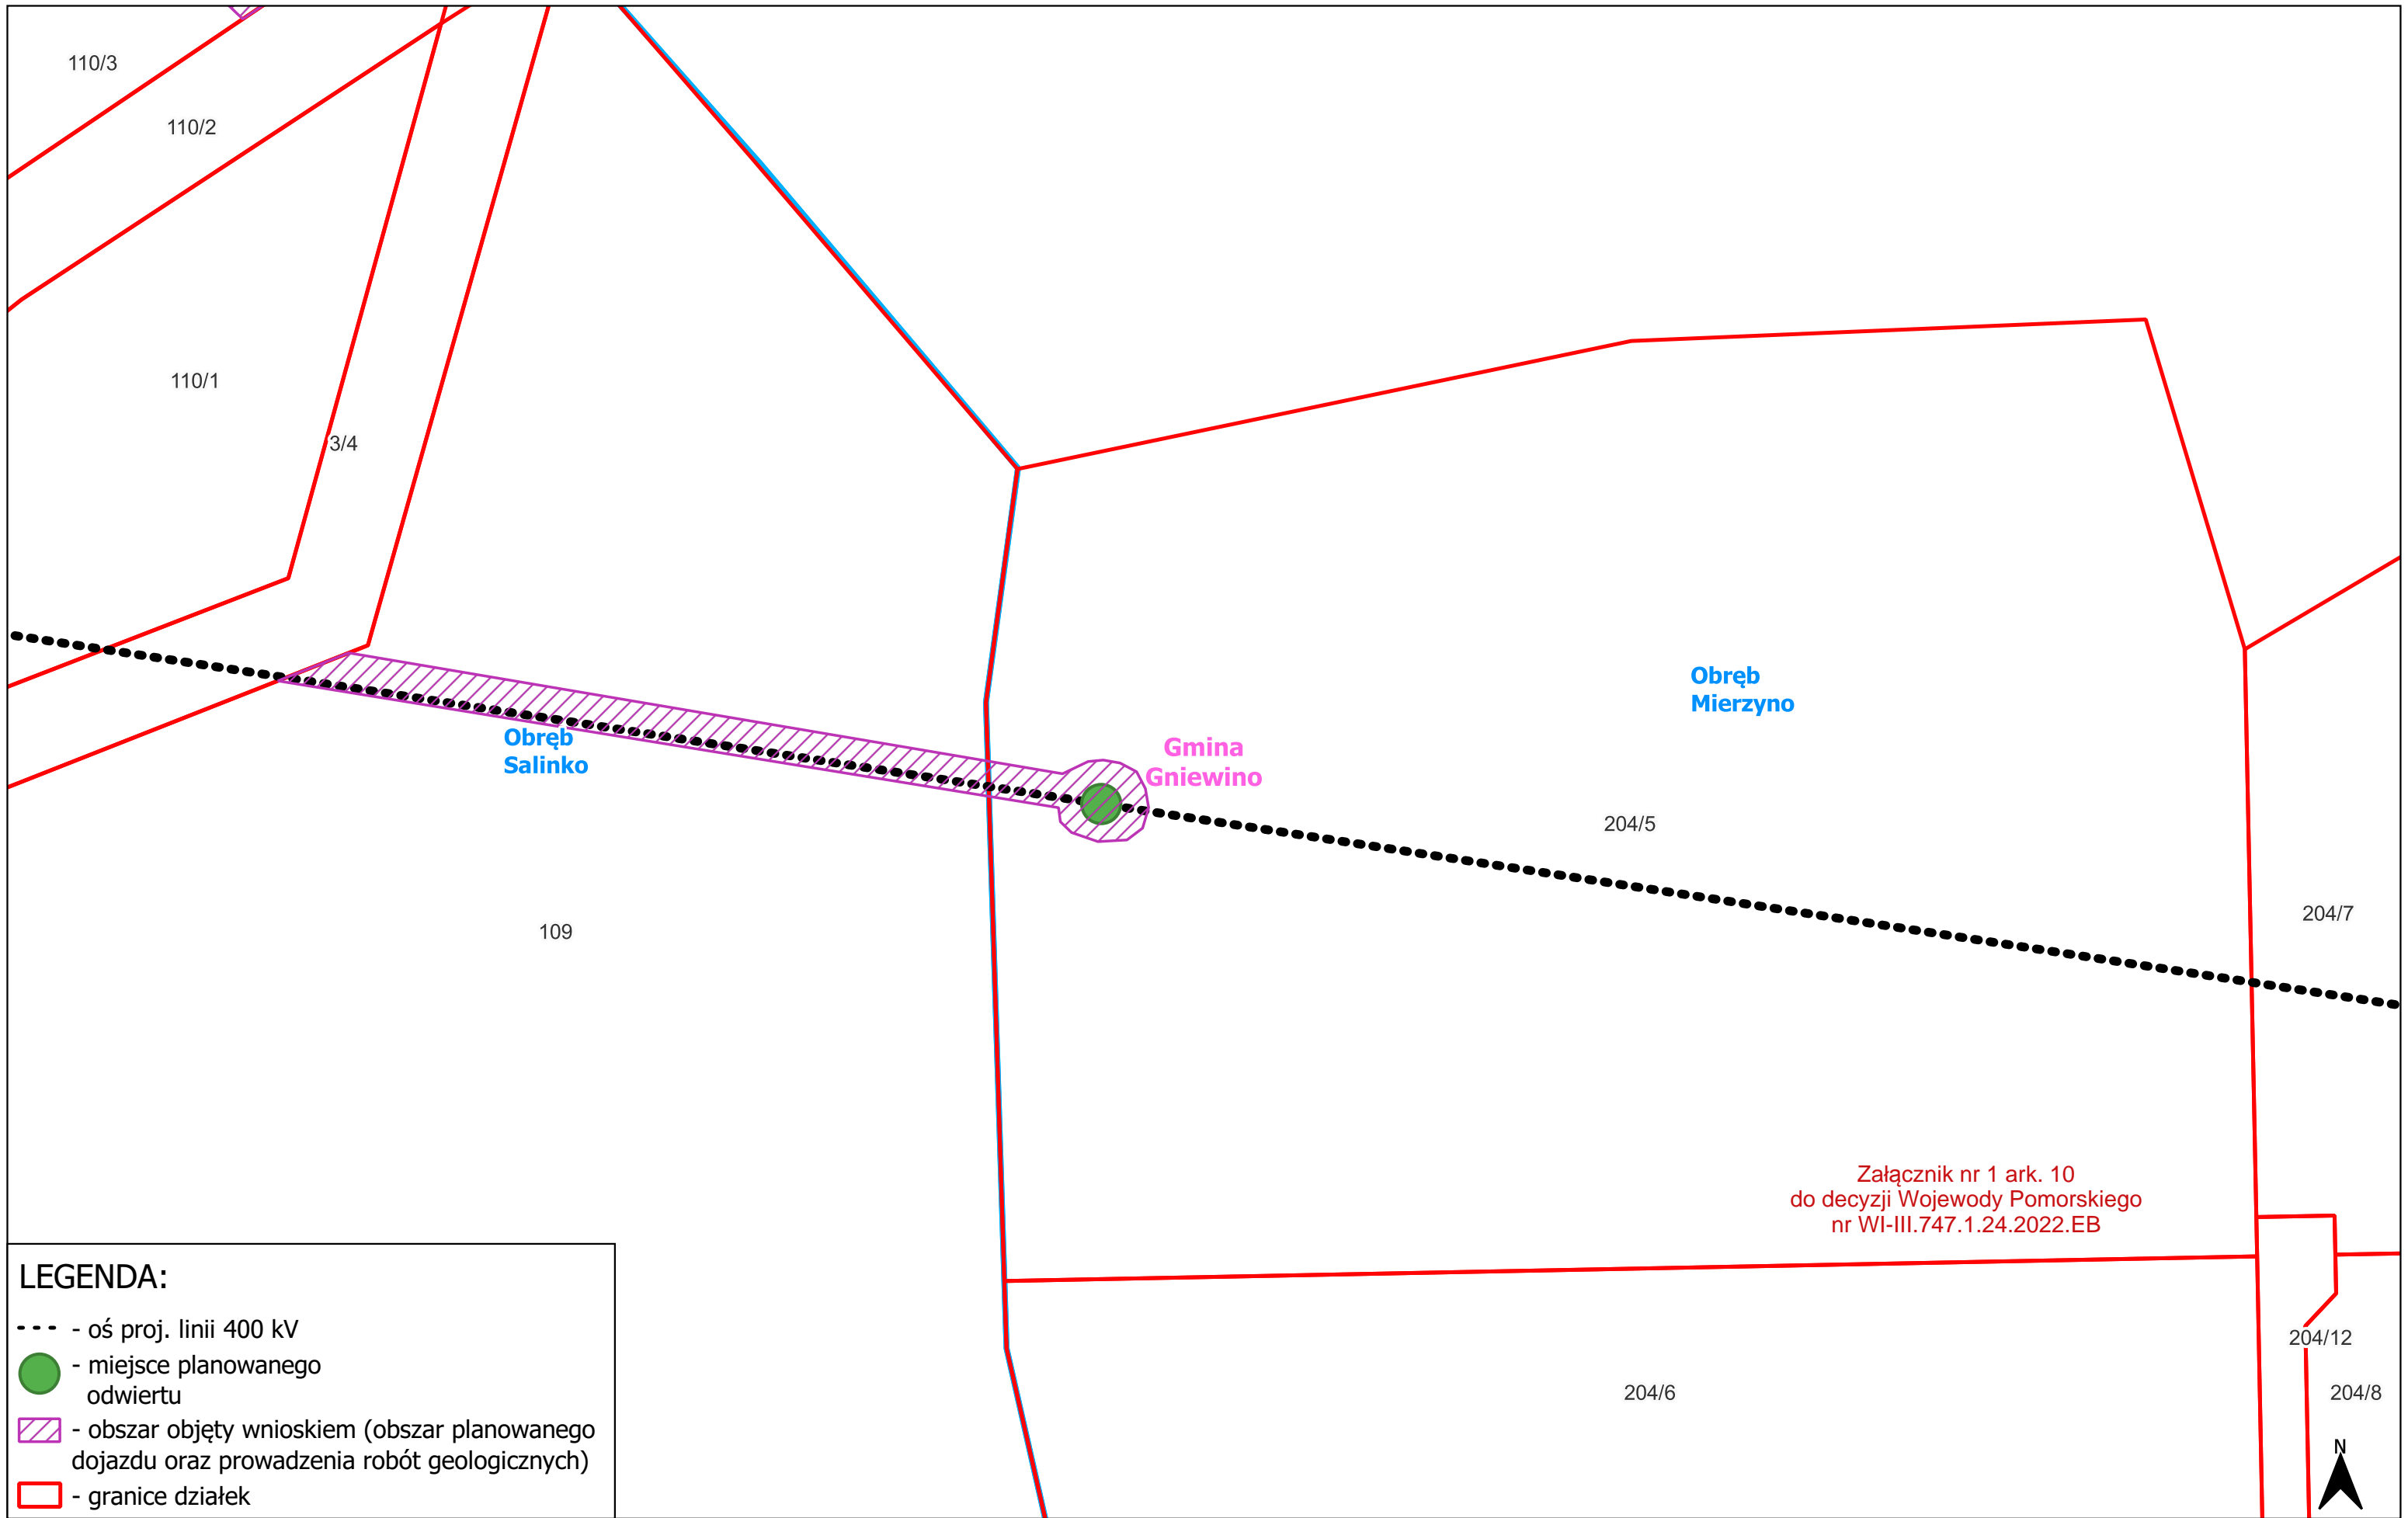 110/3
110/2
110/1
3/4
Obręb
Mierzyno
Obręb
Salinko
Gmina
Gniewino
204/5
204/7
109
Załącznik nr 1 ark. 10
do decyzji Wojewody Pomorskiego
nr WI-III.747.1.24.2022.EB
204/12
204/6
204/8
N
LEGENDA:
- oś proj. linii 400 kV
- miejsce planowanego
odwiertu
- obszar objęty wnioskiem (obszar planowanego
dojazdu oraz prowadzenia robót geologicznych)
- granice działek